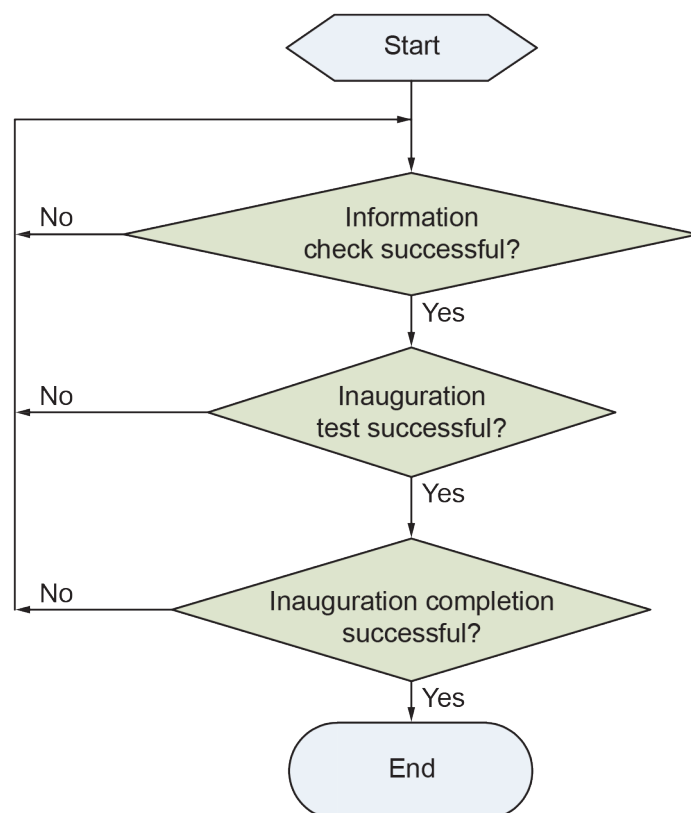 Start
No
Information
check successful?
Yes
No
Inauguration
test successful?
Yes
No
Inauguration completion
successful?
Yes
End